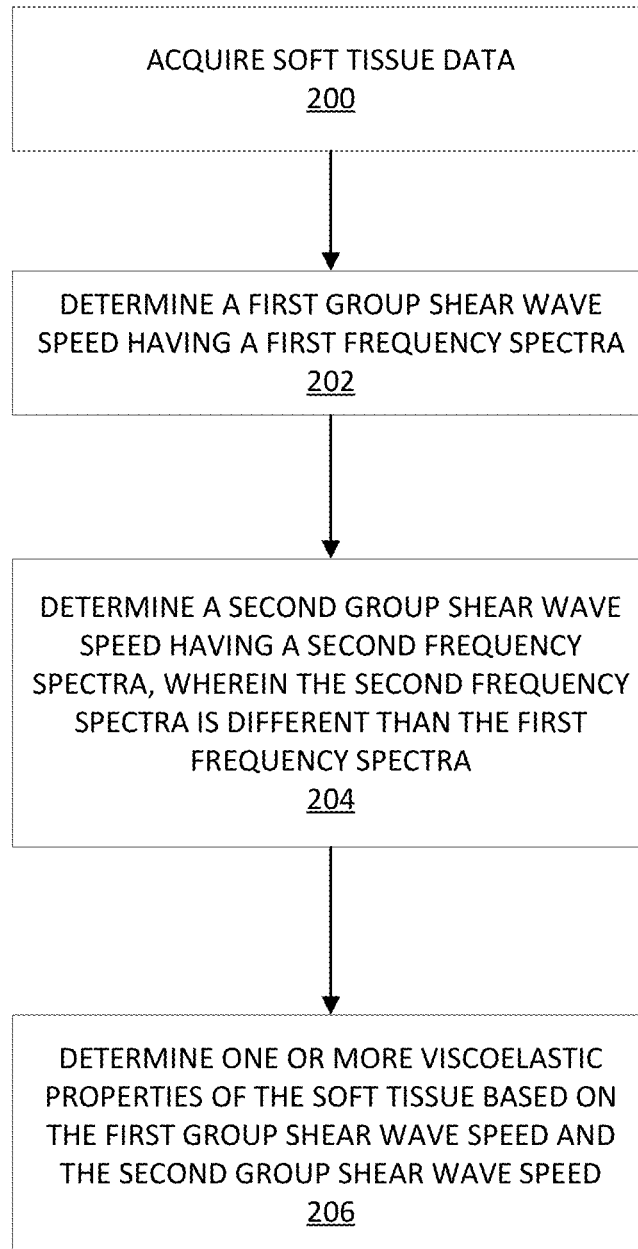 ACQUIRE SOFT TISSUE DATA
200
DETERMINE A FIRST GROUP SHEAR WAVE
SPEED HAVING A FIRST FREQUENCY SPECTRA
202
DETERMINE A SECOND GROUP SHEAR WAVE
SPEED HAVING A SECOND FREQUENCY
SPECTRA, WHEREIN THE SECOND FREQUENCY
SPECTRA IS DIFFERENT THAN THE FIRST
FREQUENCY SPECTRA
204
DETERMINE ONE OR MORE VISCOELASTIC
PROPERTIES OF THE SOFT TISSUE BASED ON
THE FIRST GROUP SHEAR WAVE SPEED AND
THE SECOND GROUP SHEAR WAVE SPEED
206